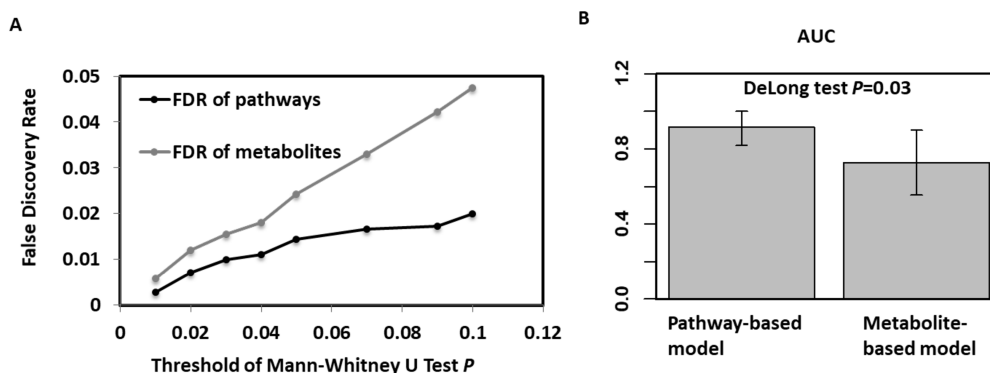 A
0.05
0.04
0.03
0.02
0.01
0
False Discovery Rate
FDR of pathways
FDR of metabolites
0 0.02 0.04 0.06 0.08 0.1 0.12
Threshold of Mann-Whitney U Test P
B
AUC
DeLong test P=0.03
1.2
0.8
0.4
0.0
Pathway-based
model
Metabolite-
based model